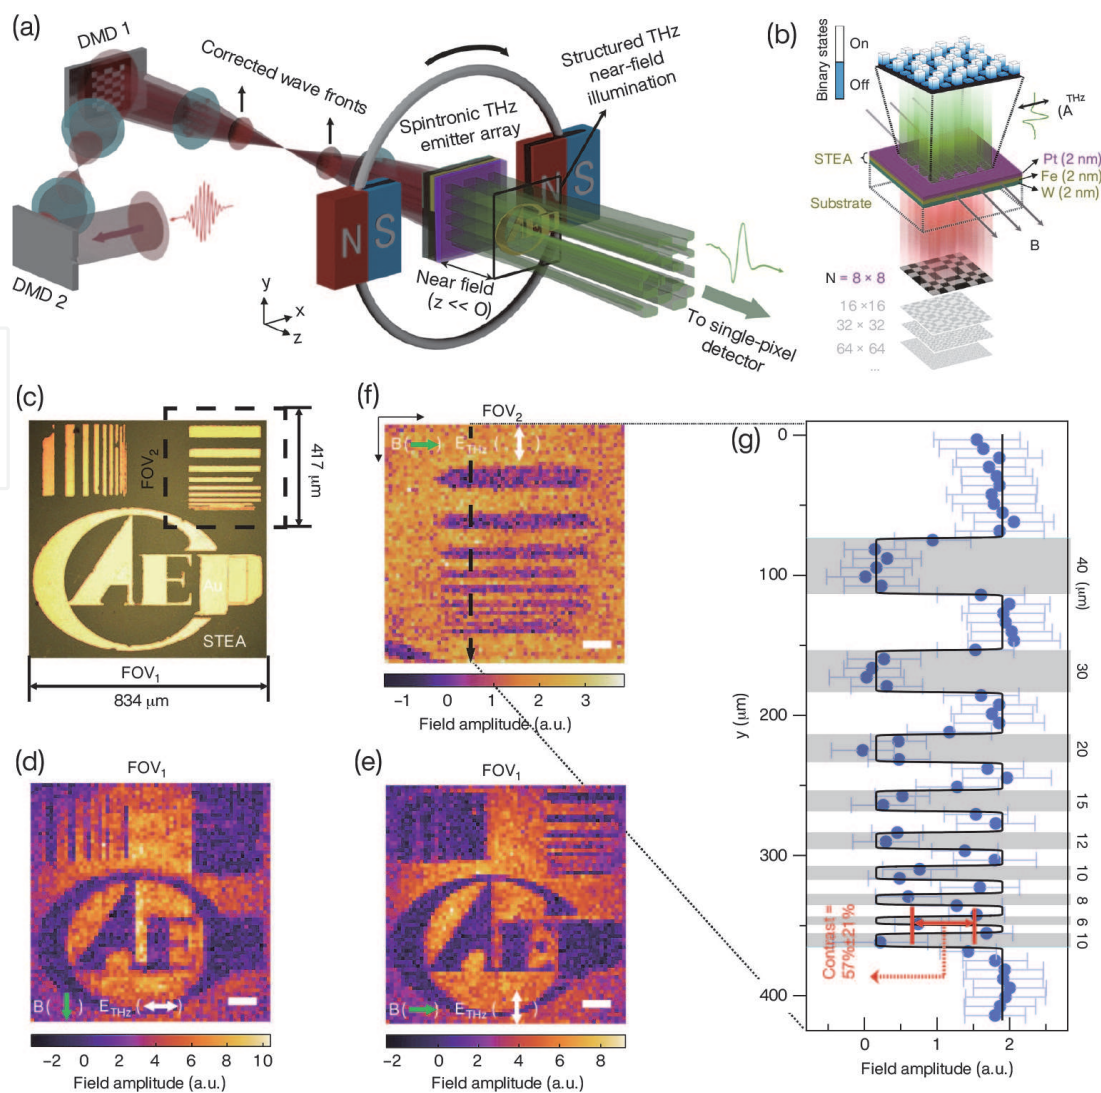 (a)
DMD 1
Corrected wave fronts
Spintronic THz
emitter array
Structured THz
near-field
illumination
N S
N S
DMD 2
Near field
(z << O)
y
x
z
To single-pixel
detector
(b)
Binary states
On
Off
THz
(A
STEA
Pt (2 nm)
Fe (2 nm)
W (2 nm)
Substrate
B
N = 8 × 8
16 ×16
32 × 32
64 × 64
...
(c)
FOV2
417 μm
Au
STEA
FOV1
834 μm
(d)
FOV1
B( ) ETHz ( )
−2 0 2 4 6 8 10
Field amplitude (a.u.)
(e)
FOV1
B( ) ETHz ( )
−2 0 2 4 6 8
Field amplitude (a.u.)
(f)
FOV2
B( ) ETHz ( )
−1 0 1 2 3
Field amplitude (a.u.)
(g)
0
100
200
300
400
y (μm)
40 (μm)
30
20
15
12
10
8
6
10
Contrast =
57%±21%
0 1 2
Field amplitude (a.u.)